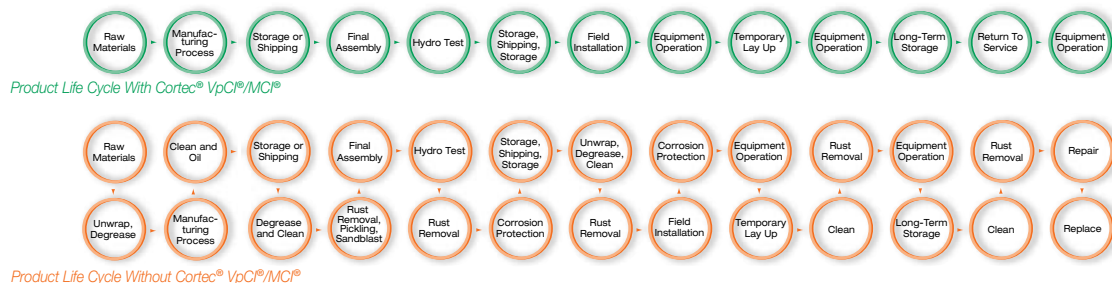 Raw
Materials
Manufac-
turing
Process
Storage or
Shipping
Final
Assembly
Hydro Test
Storage,
Shipping,
Storage
Field
Installation
Equipment
Operation
Temporary
Lay Up
Equipment
Operation
Long-Term
Storage
Return To
Service
Equipment
Operation
Product Life Cycle With Cortec® VpCI®/MCI®
Raw
Materials
Clean and
Oil
Storage or
Shipping
Final
Assembly
Hydro Test
Storage,
Shipping,
Storage
Unwrap,
Degrease,
Clean
Corrosion
Protection
Equipment
Operation
Rust
Removal
Equipment
Operation
Rust
Removal
Repair
Unwrap,
Degrease
Manufac-
turing
Process
Degrease
and Clean
Rust
Removal,
Pickling,
Sandblast
Rust
Removal
Corrosion
Protection
Rust
Removal
Field
Installation
Temporary
Lay Up
Clean
Long-Term
Storage
Clean
Replace
Product Life Cycle Without Cortec® VpCI®/MCI®